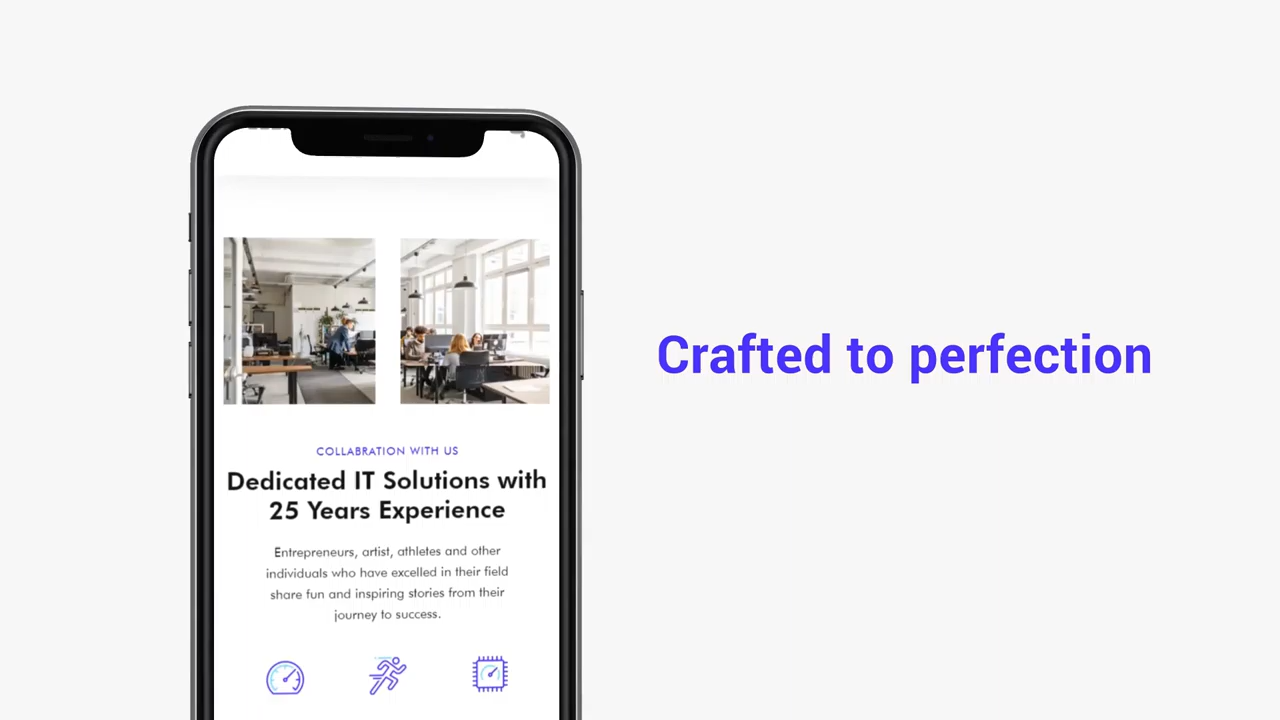 COLLABRATION WITH US
Dedicated IT Solutions with
25 Years Experience
Entrepreneurs, artist, athletes and other
individuals who have excelled in their field
share fun and inspiring stories from their
journey to success.
Crafted to perfection